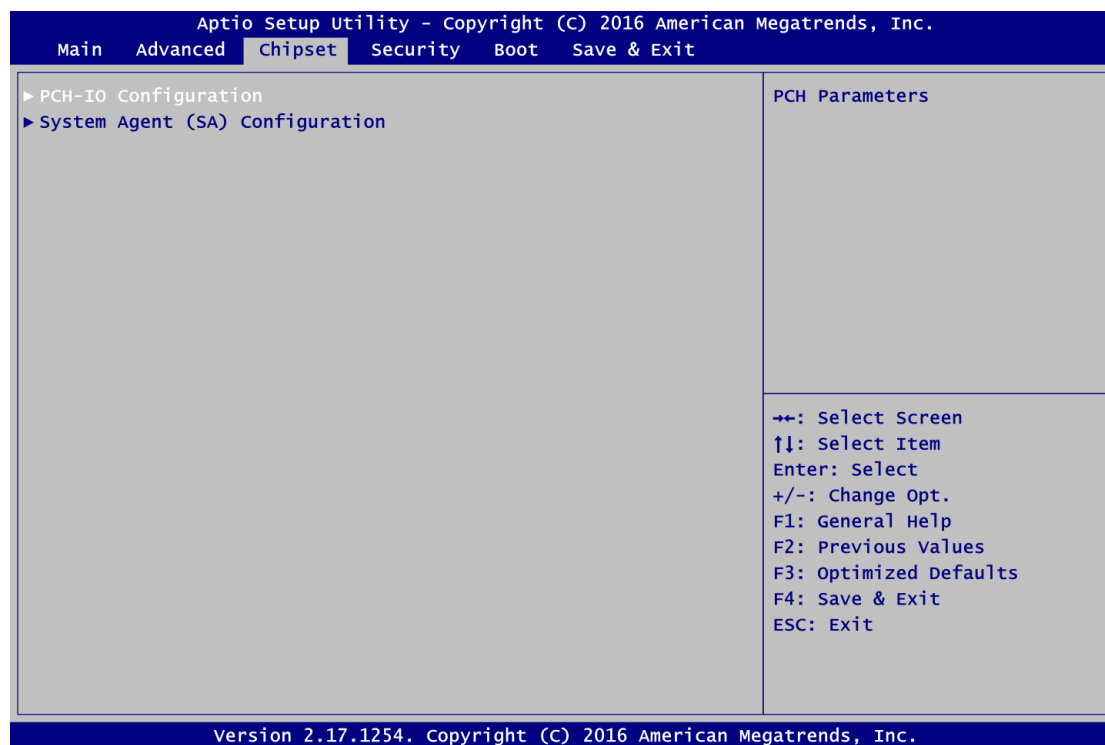 Aptio Setup Utility – Copyright (C) 2016 American Megatrends, Inc.
Main Advanced Chipset Security Boot Save & Exit
►PCH-IO Configuration
►System Agent (SA) Configuration
PCH Parameters
→←: Select Screen
↑↓: Select Item
Enter: Select
+/-: Change Opt.
F1: General Help
F2: Previous Values
F3: Optimized Defaults
F4: Save & Exit
ESC: Exit
Version 2.17.1254. Copyright (C) 2016 American Megatrends, Inc.